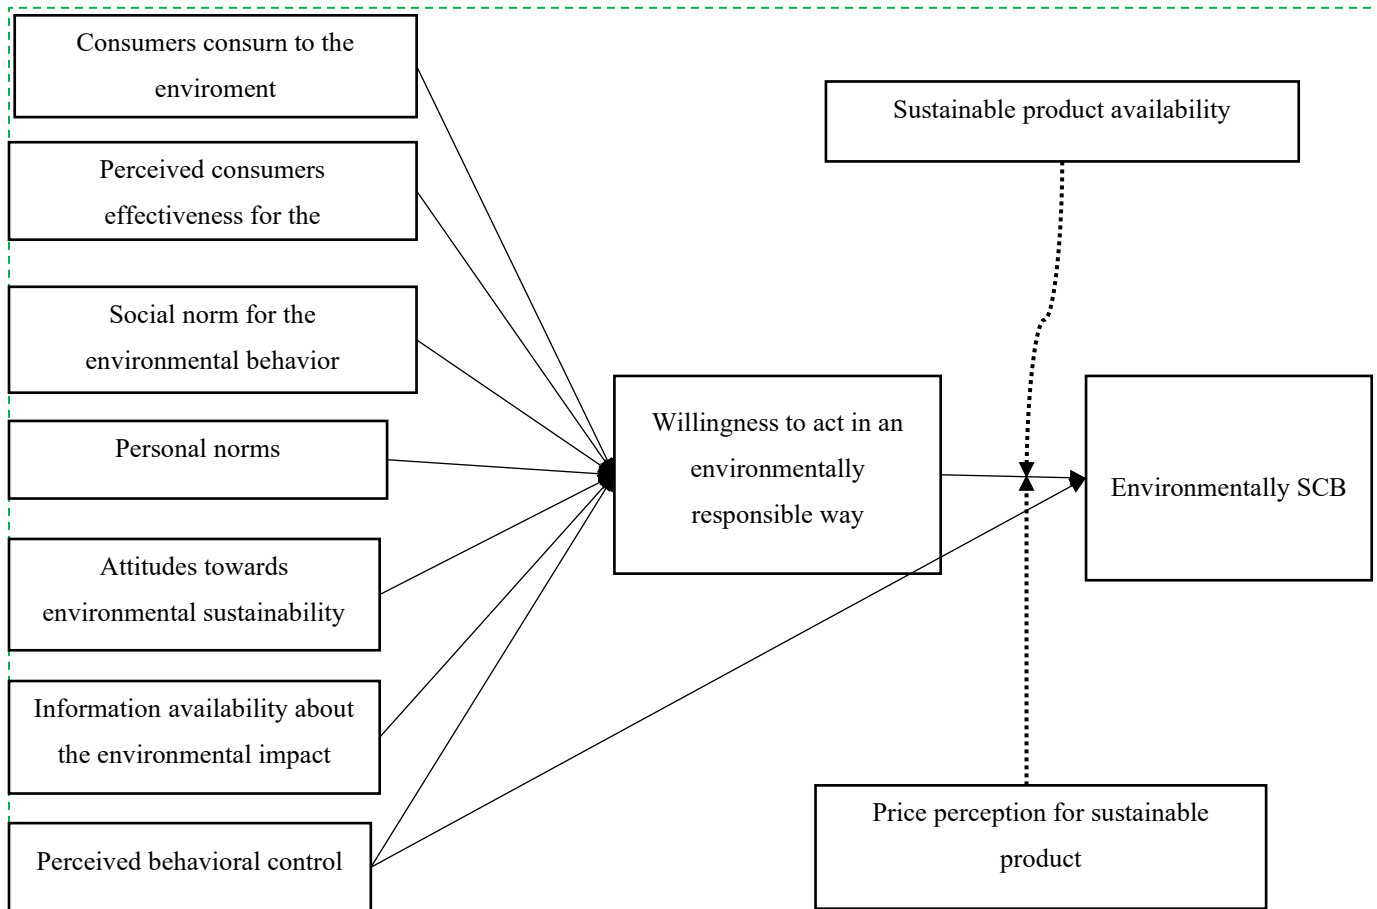 Consumers consurn to the
enviroment
Perceived consumers
effectiveness for the
Social norm for the
environmental behavior
Personal norms
Attitudes towards
environmental sustainability
Information availability about
the environmental impact
Perceived behavioral control
Willingness to act in an
environmentally
responsible way
Sustainable product availability
Environmentally SCB
Price perception for sustainable
product